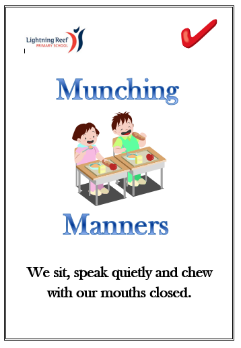 Lightning Reef
PRIMARY SCHOOL
Munching
Manners
We sit, speak quietly and chew
with our mouths closed.